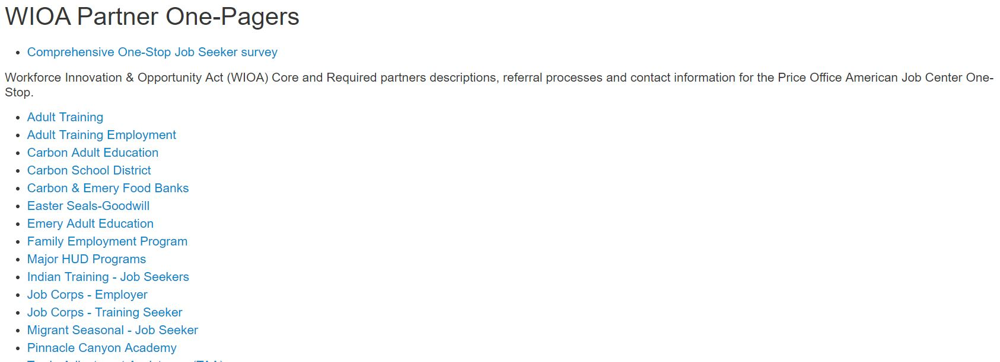 WIOA Partner One-Pagers
Comprehensive One-Stop Job Seeker survey
Workforce Innovation & Opportunity Act (WIOA) Core and Required partners descriptions, referral processes and contact information for the Price Office American Job Center One-
Stop.
Adult Training
Adult Training Employment
Carbon Adult Education
Carbon School District
Carbon & Emery Food Banks
Easter Seals-Goodwill
Emery Adult Education
Family Employment Program
Major HUD Programs
Indian Training - Job Seekers
Job Corps - Employer
Job Corps - Training Seeker
Migrant Seasonal - Job Seeker
Pinnacle Canyon Academy